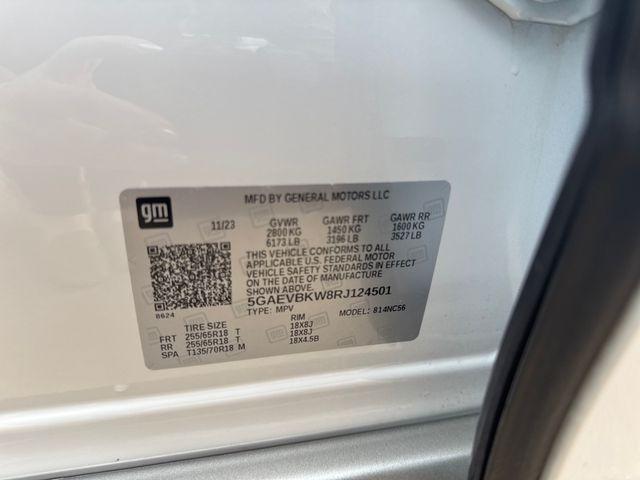 gm
MFD BY GENERAL MOTORS LLC
11/23 GVWR GAWR FRT GAWR RR
2800 KG 1450 KG 1600 KG
6173 LB 3196 LB 3527 LB
THIS VEHICLE CONFORMS TO ALL
APPLICABLE U.S. FEDERAL MOTOR
VEHICLE SAFETY STANDARDS IN EFFECT
ON THE DATE OF MANUFACTURE
SHOWN ABOVE.
5GAEVBKW8RJ124501
8624
TYPE: MPV MODEL: 814NC56
TIRE SIZE RIM
FRT 255/65R18 T 18X8J
RR 255/65R18 T 18X8J
SPA T135/70R18 M 18X4.5B